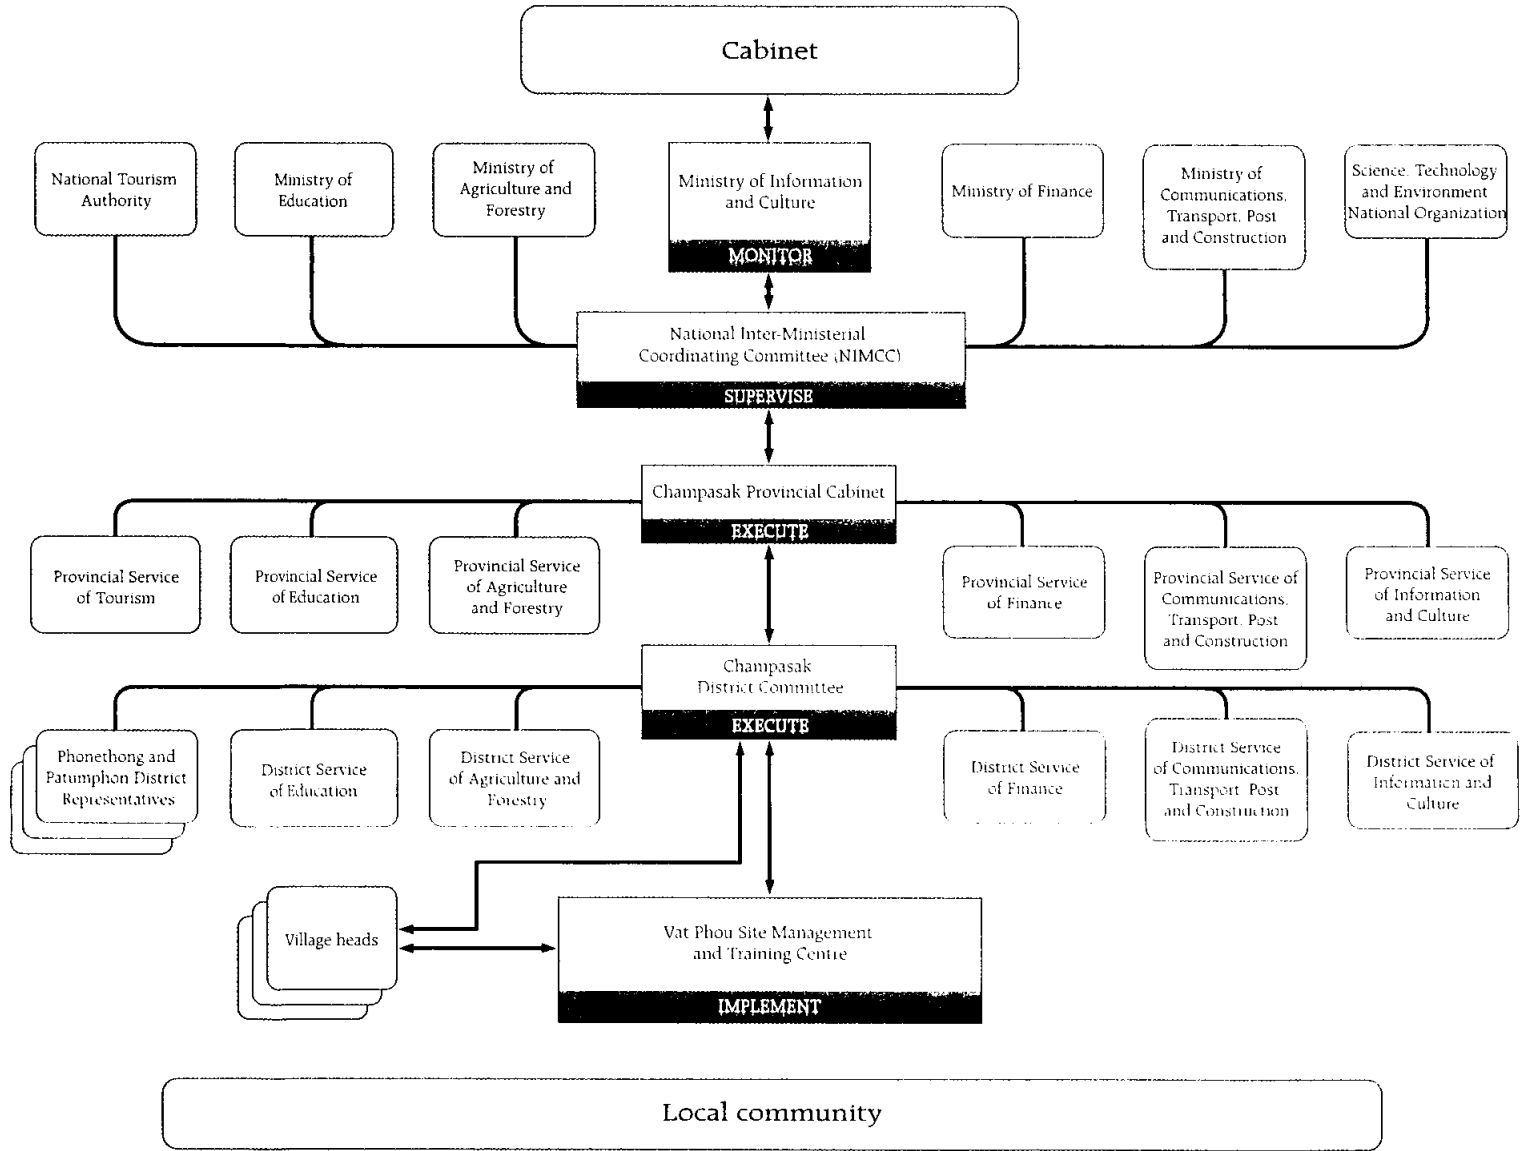 Cabinet
National Tourism
Authority
Ministry of
Education
Ministry of
Agriculture and
Forestry
Ministry of Information
and Culture
MONITOR
Ministry of Finance
Ministry of
Communications,
Transport, Post
and Construction
Science, Technology
and Environment
National Organization
National Inter-Ministerial
Coordinating Committee (NIMCC)
SUPERVISE
Champasak Provincial Cabinet
EXECUTE
Provincial Service
of Tourism
Provincial Service
of Education
Provincial Service
of Agriculture
and Forestry
Provincial Service
of Finance
Provincial Service of
Communications,
Transport, Post
and Construction
Provincial Service
of Information
and Culture
Champasak
District Committee
EXECUTE
Phonethong and
Patumphon District
Representatives
District Service
of Education
District Service
of Agriculture and
Forestry
District Service
of Finance
District Service
of Communications,
Transport, Post
and Construction
District Service of
Information and
Culture
Village heads
Vat Phou Site Management
and Training Centre
IMPLEMENT
Local community